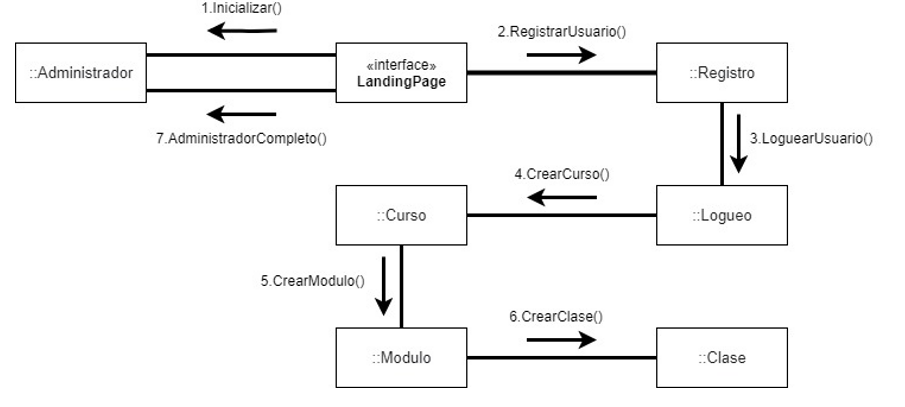 1.Inicializar()
2.RegistrarUsuario()
::Administrador
«interface»
LandingPage
::Registro
7.AdministradorCompleto()
3.LoguearUsuario()
4.CrearCurso()
::Curso
::Logueo
5.CrearModulo()
6.CrearClase()
::Modulo
::Clase